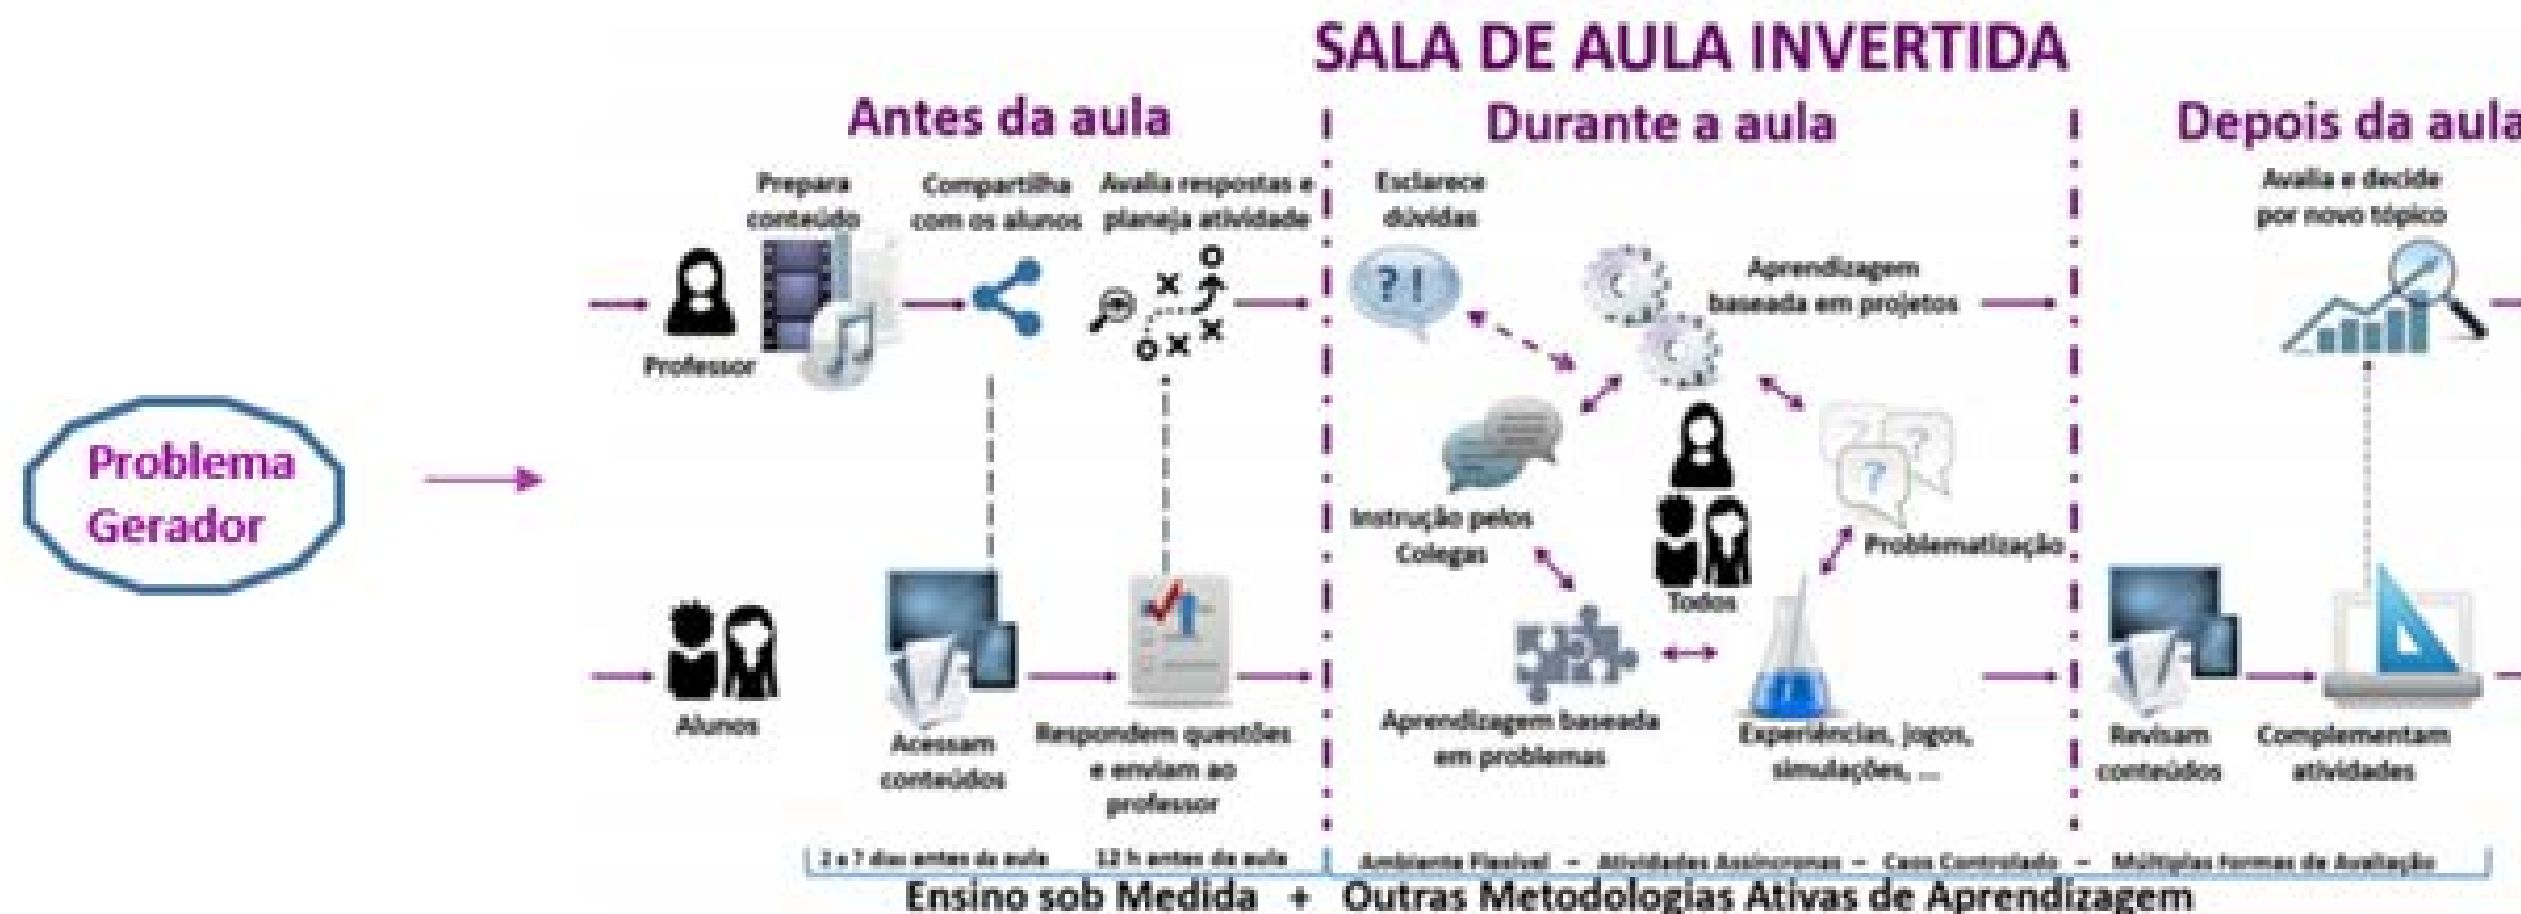 SALA DE AULA INVERTIDA
Antes da aula
Prepara
conteúdo
Compartilha
com os alunos
Avalia respostas e
planeja atividade
Professor
Problema
Gerador
Alunos
Acessam
conteúdos
Respondem questões
e enviam ao
professor
Durante a aula
Esclarece
dúvidas
?!
Aprendizagem
baseada em projetos
Instrução pelos
Colegas
? ?
?
Problematização
Todos
Aprendizagem baseada
em problemas
Experiências, jogos,
simulações, ...
Depois da aula
Avalia e decide
por novo tópico
Revisam
conteúdos
Complementam
atividades
2 a 7 dias antes da aula
12 h antes da aula
Ambiente Flexível – Atividades Assíncronas – Caos Controlado – Múltiplas Formas de Avaliação
Ensino sob Medida + Outras Metodologias Ativas de Aprendizagem